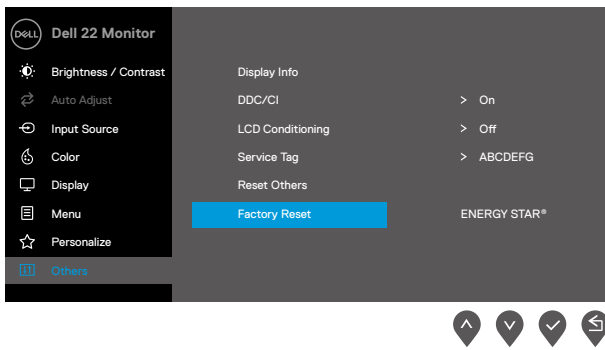 DELL Dell 22 Monitor
Brightness / Contrast Display Info
Auto Adjust DDC/CI > On
Input Source LCD Conditioning > Off
Color Service Tag > ABCDEFG
Display Reset Others
Menu Factory Reset ENERGY STAR®
Personalize
Others